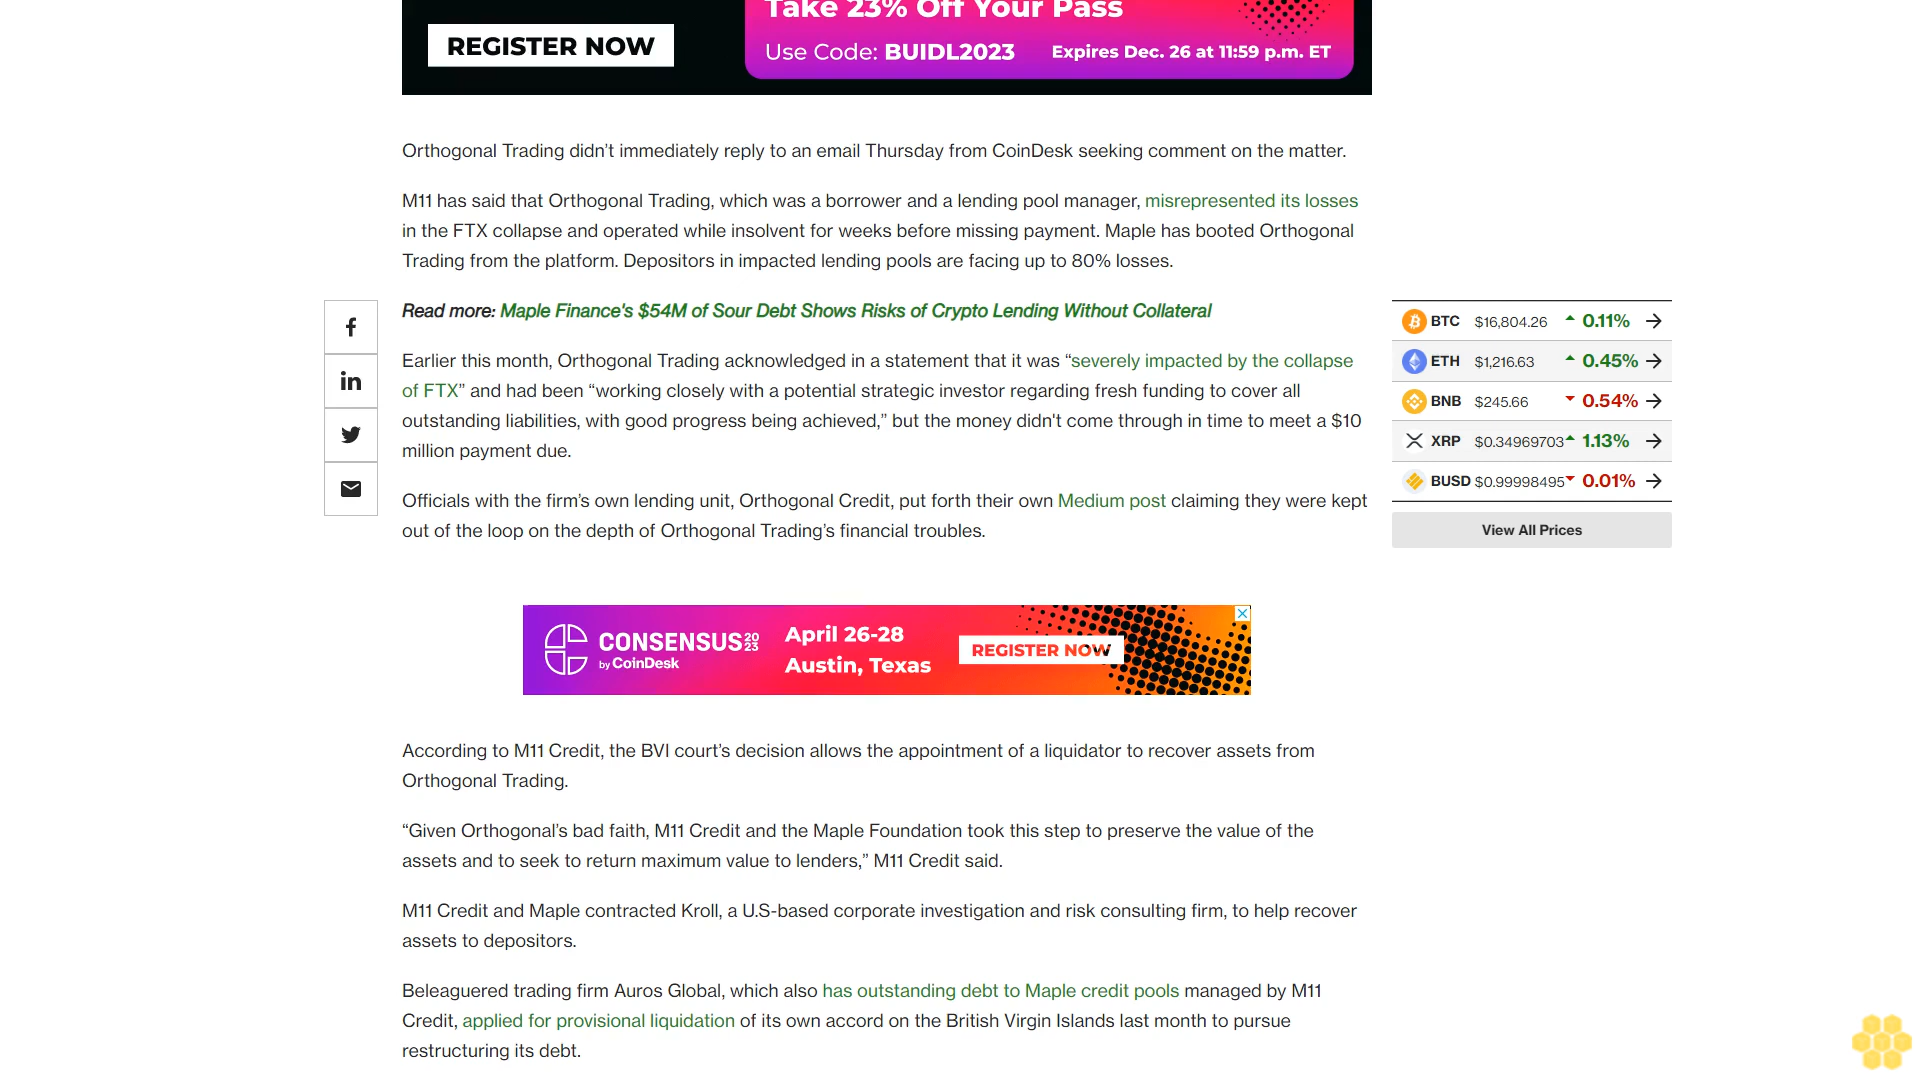 Take 23% Off Your Pass
REGISTER NOW
Use Code: BUIDL2023 Expires Dec. 26 at 11:59 p.m. ET
Orthogonal Trading didn’t immediately reply to an email Thursday from CoinDesk seeking comment on the matter.
M11 has said that Orthogonal Trading, which was a borrower and a lending pool manager, misrepresented its losses
in the FTX collapse and operated while insolvent for weeks before missing payment. Maple has booted Orthogonal
Trading from the platform. Depositors in impacted lending pools are facing up to 80% losses.
Read more: Maple Finance's $54M of Sour Debt Shows Risks of Crypto Lending Without Collateral
Earlier this month, Orthogonal Trading acknowledged in a statement that it was “severely impacted by the collapse
of FTX” and had been “working closely with a potential strategic investor regarding fresh funding to cover all
outstanding liabilities, with good progress being achieved,” but the money didn't come through in time to meet a $10
million payment due.
Officials with the firm’s own lending unit, Orthogonal Credit, put forth their own Medium post claiming they were kept
out of the loop on the depth of Orthogonal Trading’s financial troubles.
BTC $16,804.26 0.11%
ETH $1,216.63 0.45%
BNB $245.66 0.54%
XRP $0.34969703 1.13%
BUSD $0.99998495 0.01%
View All Prices
CONSENSUS 2023
by CoinDesk
April 26-28
Austin, Texas
REGISTER NOW
According to M11 Credit, the BVI court’s decision allows the appointment of a liquidator to recover assets from
Orthogonal Trading.
“Given Orthogonal’s bad faith, M11 Credit and the Maple Foundation took this step to preserve the value of the
assets and to seek to return maximum value to lenders,” M11 Credit said.
M11 Credit and Maple contracted Kroll, a U.S-based corporate investigation and risk consulting firm, to help recover
assets to depositors.
Beleaguered trading firm Auros Global, which also has outstanding debt to Maple credit pools managed by M11
Credit, applied for provisional liquidation of its own accord on the British Virgin Islands last month to pursue
restructuring its debt.